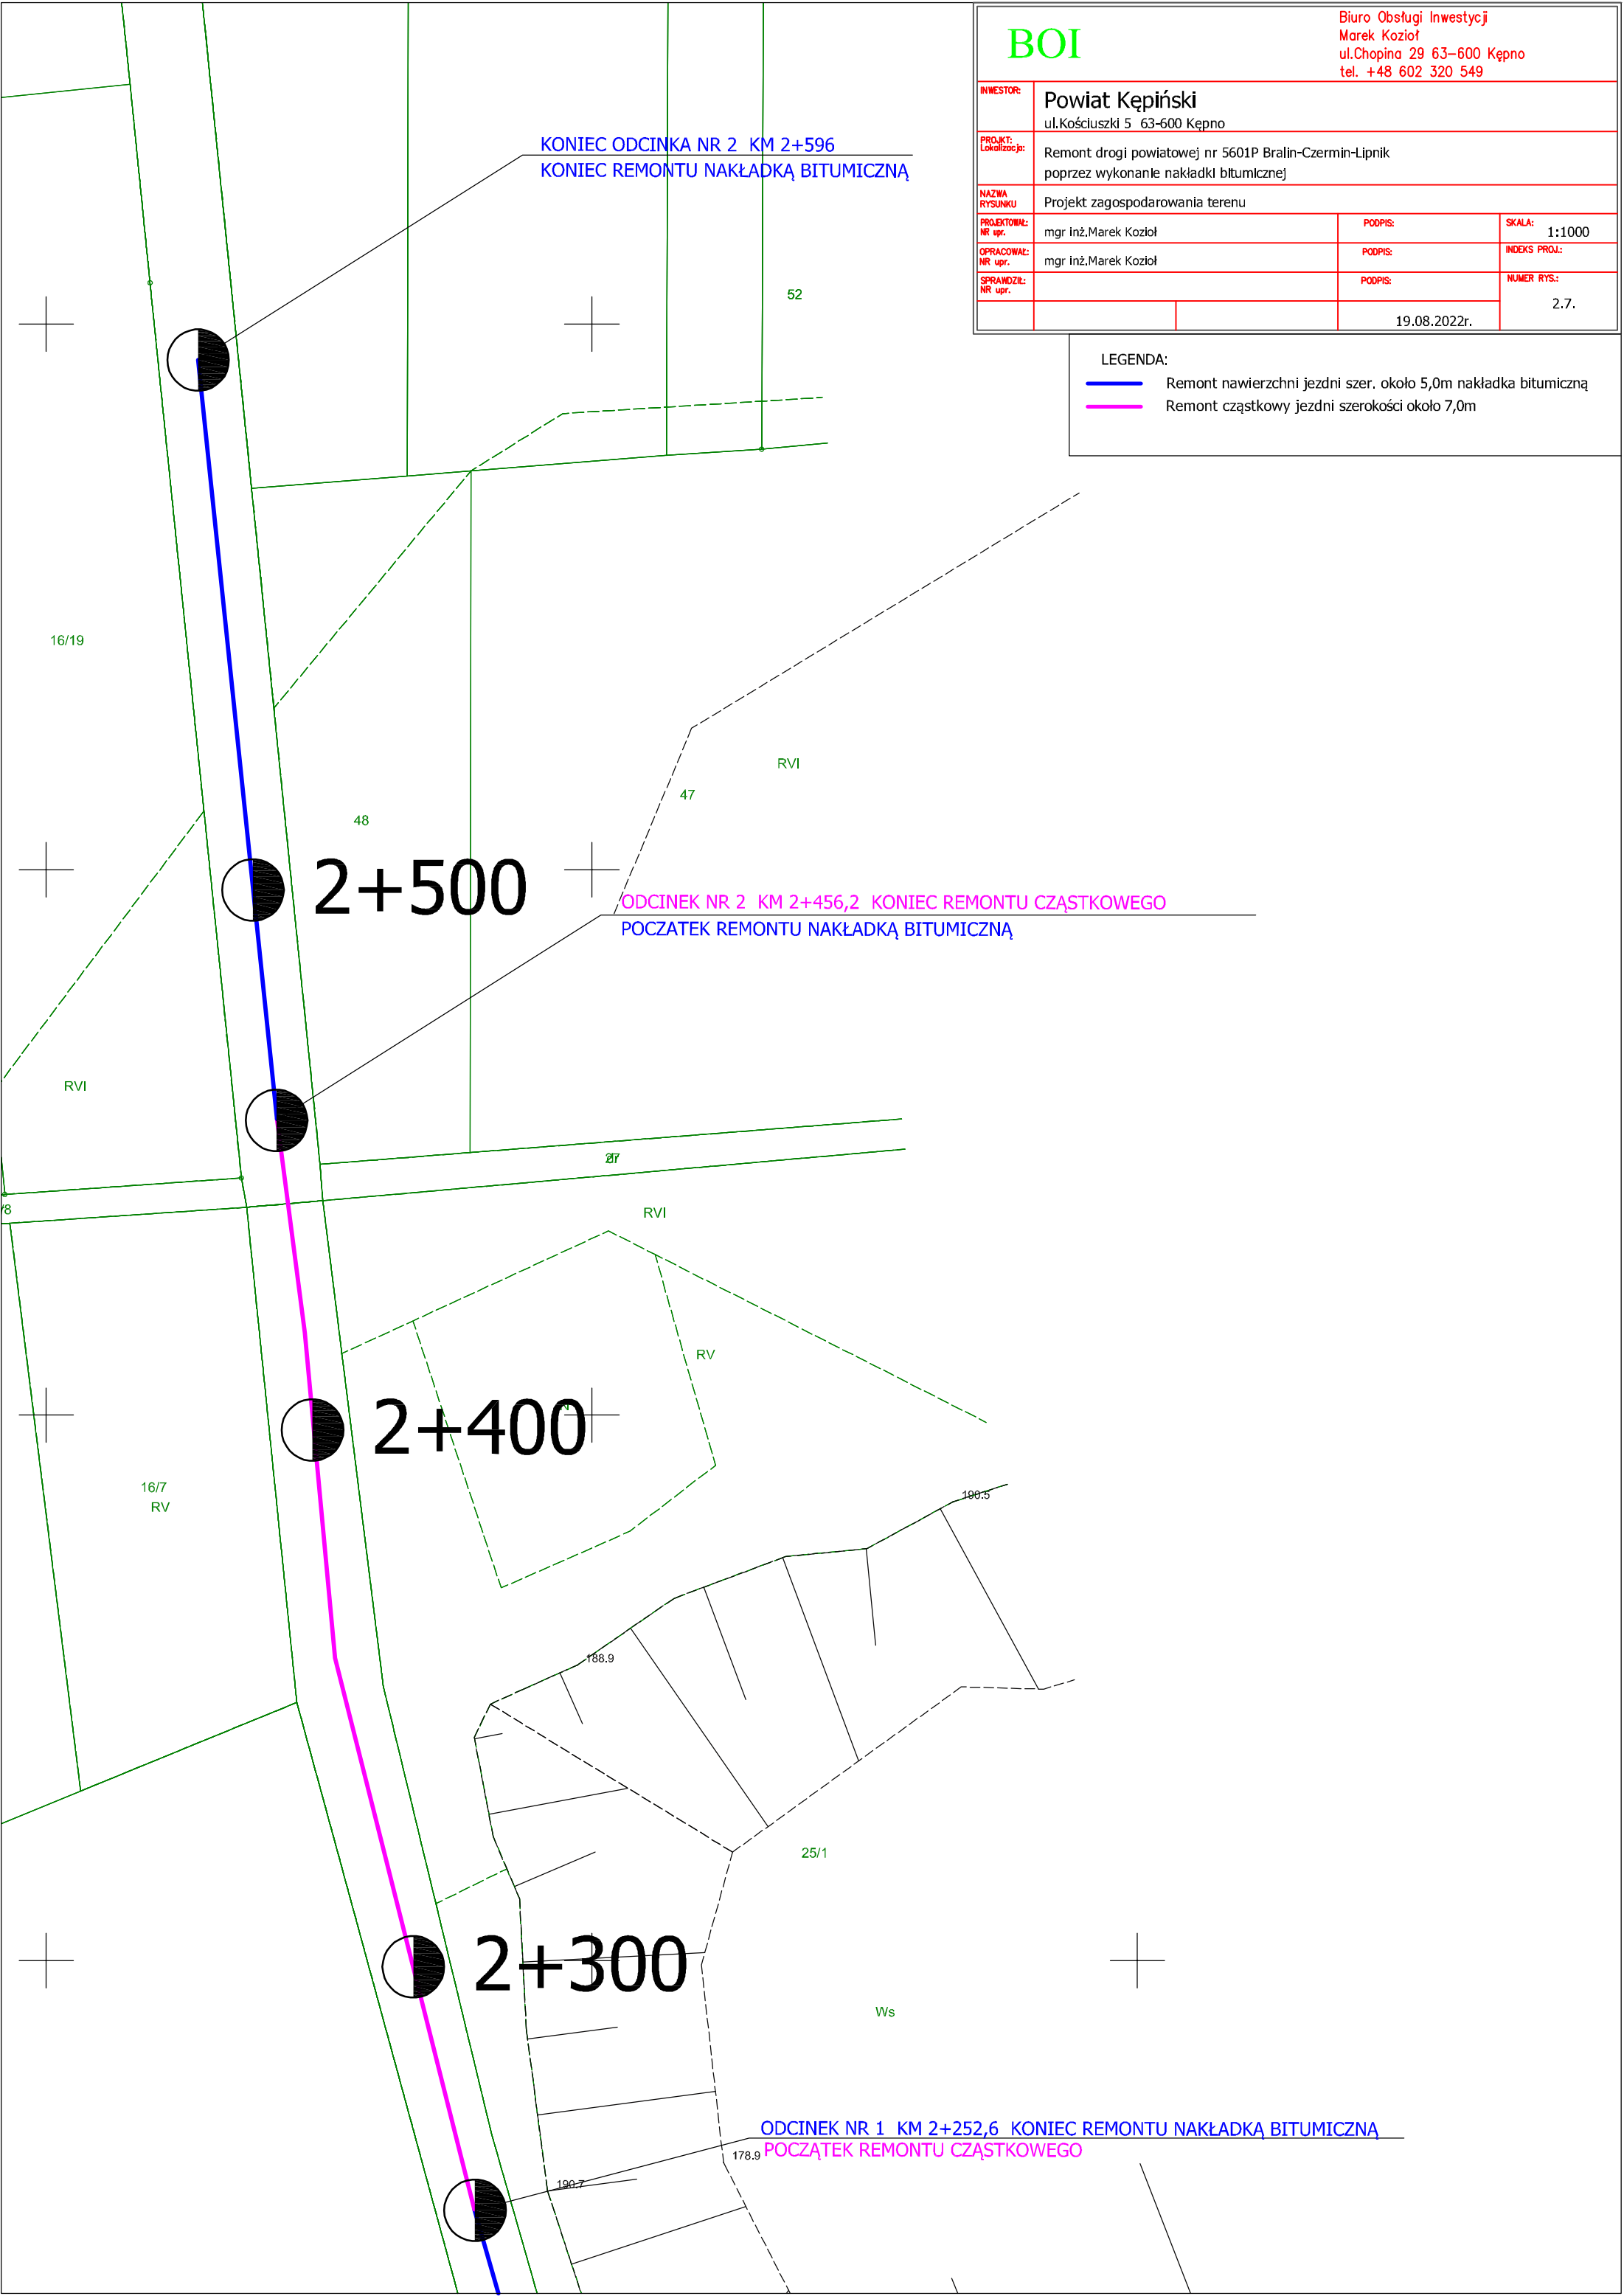 BOI
Biuro Obsługi Inwestycji
Marek Kozioł
ul.Chopina 29 63-600 Kępno
tel. +48 602 320 549
INWESTOR:
Powiat Kępiński
ul.Kościuszki 5 63-600 Kępno
PROJKT:
Lokalizacja:
Remont drogi powiatowej nr 5601P Bralin-Czermin-Lipnik
poprzez wykonanie nakładki bitumicznej
NAZWA
RYSUNKU
Projekt zagospodarowania terenu
PROJEKTOWAŁ:
NR upr.
mgr inż.Marek Kozioł
PODPIS:
SKALA:
1:1000
OPRACOWAŁ:
NR upr.
mgr inż.Marek Kozioł
PODPIS:
INDEKS PROJ.:
SPRAWDZIŁ:
NR upr.
PODPIS:
NUMER RYS.:
2.7.
19.08.2022r.
LEGENDA:
Remont nawierzchni jezdni szer. około 5,0m nakładka bitumiczną
Remont cząstkowy jezdni szerokości około 7,0m
KONIEC ODCINKA NR 2 KM 2+596
KONIEC REMONTU NAKŁADKĄ BITUMICZNĄ
52
16/19
RVI
47
48
2+500
ODCINEK NR 2 KM 2+456,2 KONIEC REMONTU CZĄSTKOWEGO
POCZATEK REMONTU NAKŁADKĄ BITUMICZNĄ
RVI
27
dr
/8
RVI
RV
2+400
16/7
RV
190.5
188.9
25/1
2+300
Ws
ODCINEK NR 1 KM 2+252,6 KONIEC REMONTU NAKŁADKĄ BITUMICZNĄ
POCZĄTEK REMONTU CZĄSTKOWEGO
178.9
190.7